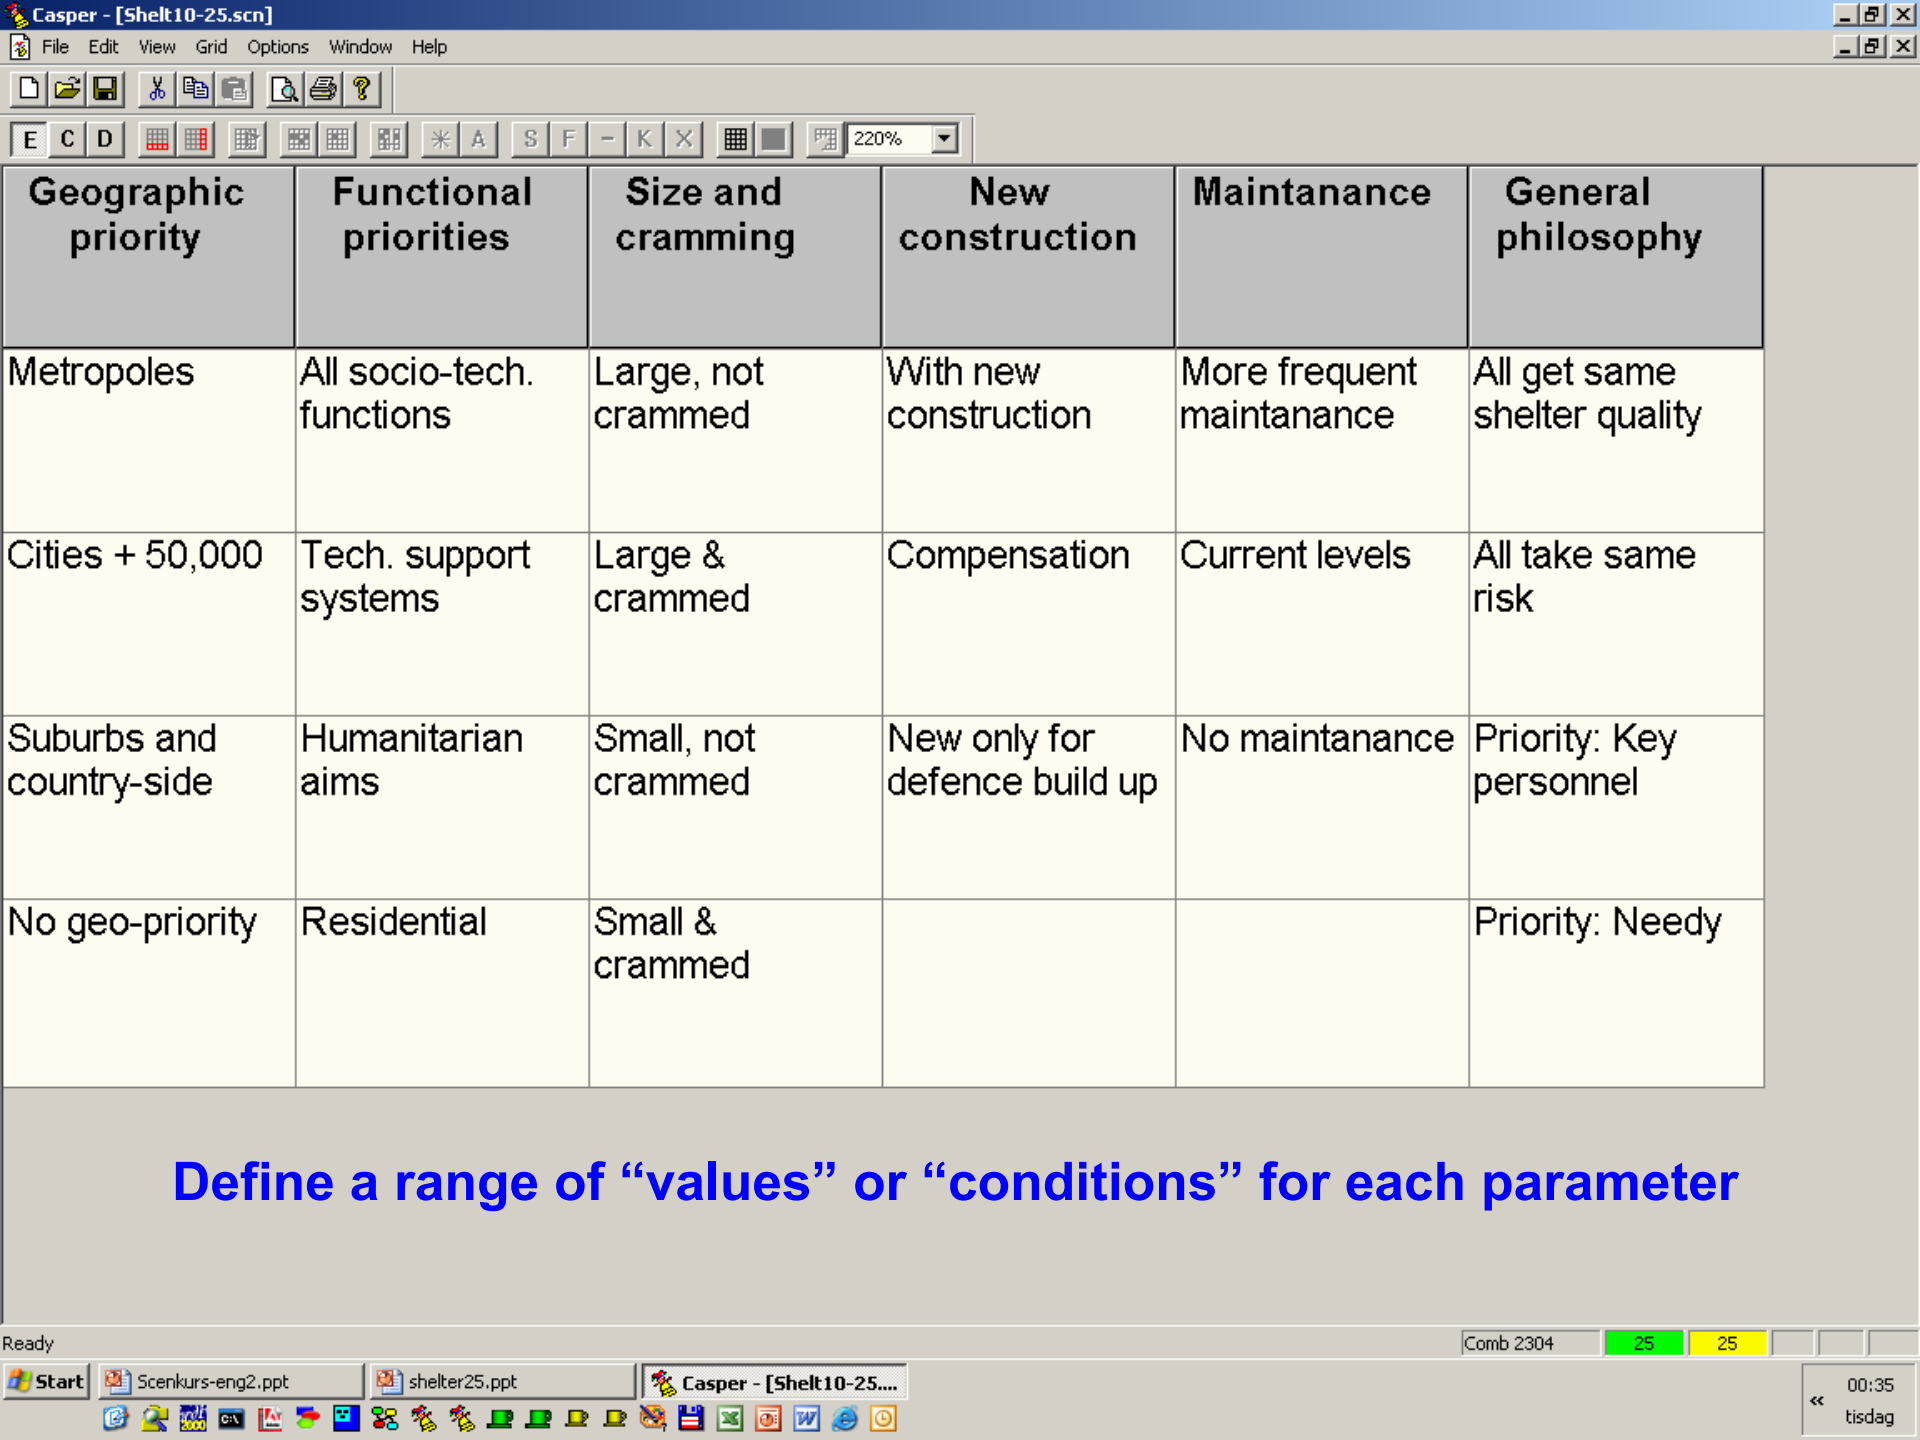 Casper - [Shelt10-25.scn]
File Edit View Grid Options Window Help
E C D A S F - K X 220%
Geographic priority
Functional priorities
Size and cramming
New construction
Maintanance
General philosophy
Metropoles
All socio-tech. functions
Large, not crammed
With new construction
More frequent maintanance
All get same shelter quality
Cities + 50,000
Tech. support systems
Large & crammed
Compensation
Current levels
All take same risk
Suburbs and country-side
Humanitarian aims
Small, not crammed
New only for defence build up
No maintanance
Priority: Key personnel
No geo-priority
Residential
Small & crammed
Priority: Needy
Define a range of “values” or “conditions” for each parameter
Ready
Comb 2304 25 25
Start Scenkurs-eng2.ppt shelter25.ppt Casper - [Shelt10-25....
« 00:35
tisdag